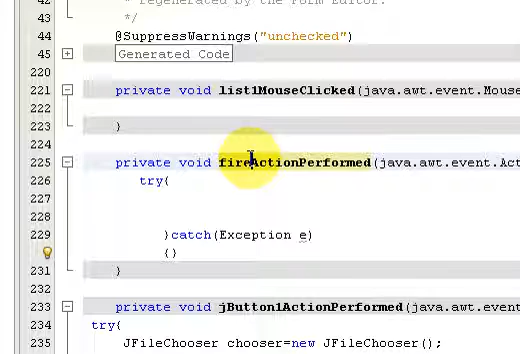 42 * regenerated by the Form Editor.
43 */
44 @SuppressWarnings("unchecked")
45 Generated Code
220
221 private void list1MouseClicked(java.awt.event.Mouse
222
223 }
224
225 private void fireActionPerformed(java.awt.event.Act
226 try{
227
228
229 }catch(Exception e)
{}
231 }
232
233 private void jButton1ActionPerformed(java.awt.event.
234 try{
235 JFileChooser chooser=new JFileChooser();